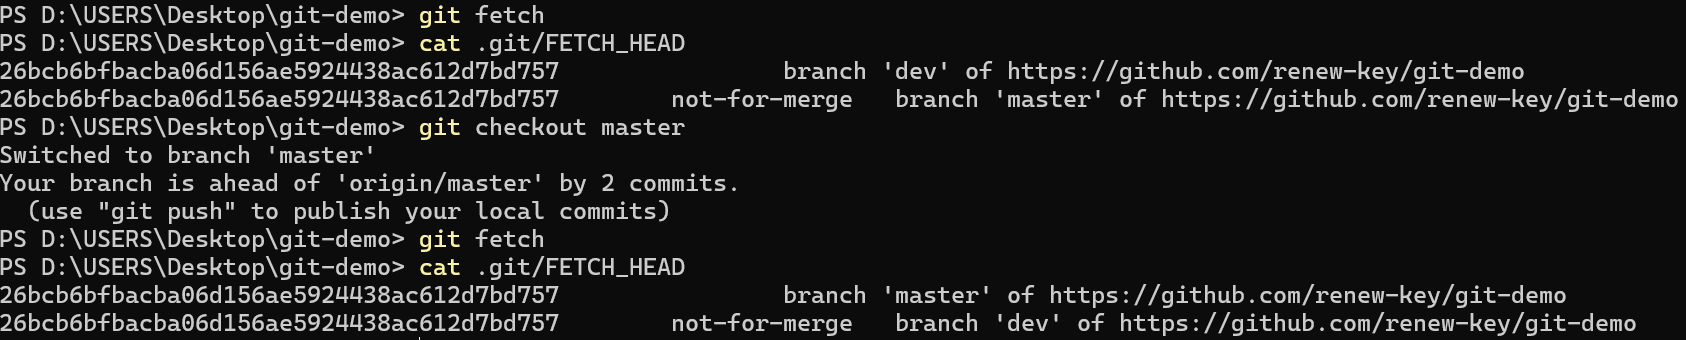 PS D:\USERS\Desktop\git-demo> git fetch
PS D:\USERS\Desktop\git-demo> cat .git/FETCH_HEAD
26bcb6bfbacba06d156ae5924438ac612d7bd757		branch 'dev' of https://github.com/renew-key/git-demo
26bcb6bfbacba06d156ae5924438ac612d7bd757	not-for-merge	branch 'master' of https://github.com/renew-key/git-demo
PS D:\USERS\Desktop\git-demo> git checkout master
Switched to branch 'master'
Your branch is ahead of 'origin/master' by 2 commits.
  (use "git push" to publish your local commits)
PS D:\USERS\Desktop\git-demo> git fetch
PS D:\USERS\Desktop\git-demo> cat .git/FETCH_HEAD
26bcb6bfbacba06d156ae5924438ac612d7bd757		branch 'master' of https://github.com/renew-key/git-demo
26bcb6bfbacba06d156ae5924438ac612d7bd757	not-for-merge	branch 'dev' of https://github.com/renew-key/git-demo